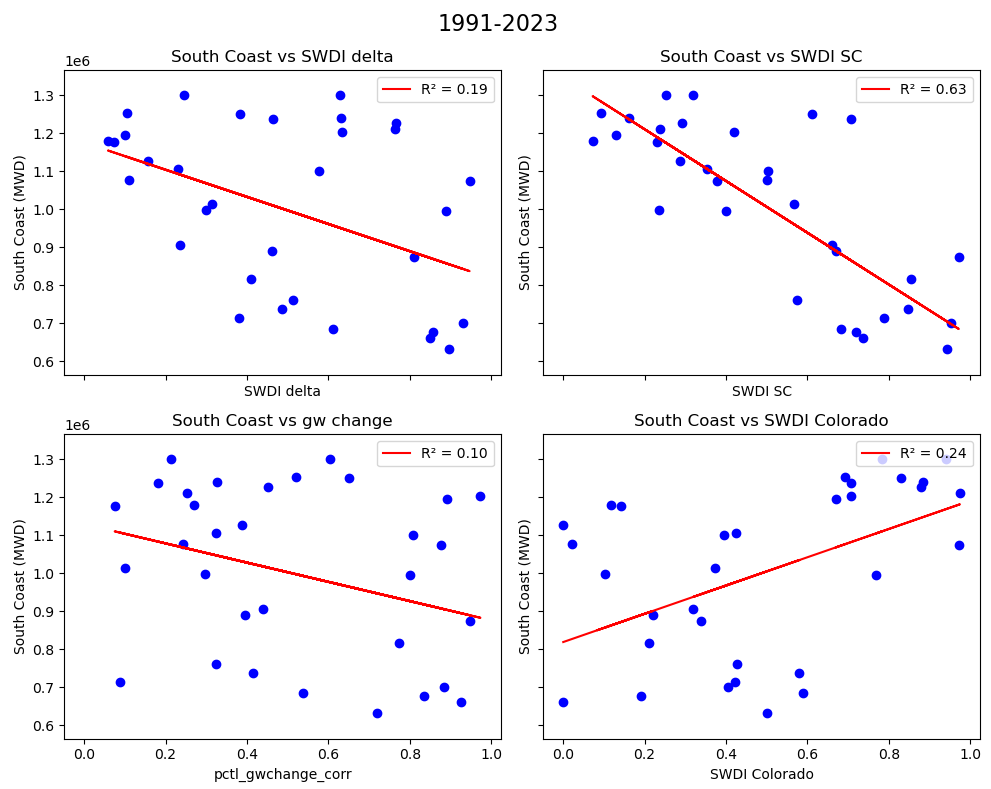 1991-2023
South Coast vs SWDI delta
1e6
R² = 0.19
1.3
1.2
1.1
1.0
0.9
0.8
0.7
0.6
South Coast (MWD)
SWDI delta
South Coast vs SWDI SC
R² = 0.63
South Coast (MWD)
SWDI SC
South Coast vs gw change
1e6
R² = 0.10
1.3
1.2
1.1
1.0
0.9
0.8
0.7
0.6
South Coast (MWD)
0.0 0.2 0.4 0.6 0.8 1.0
pctl_gwchange_corr
South Coast vs SWDI Colorado
R² = 0.24
South Coast (MWD)
0.0 0.2 0.4 0.6 0.8 1.0
SWDI Colorado